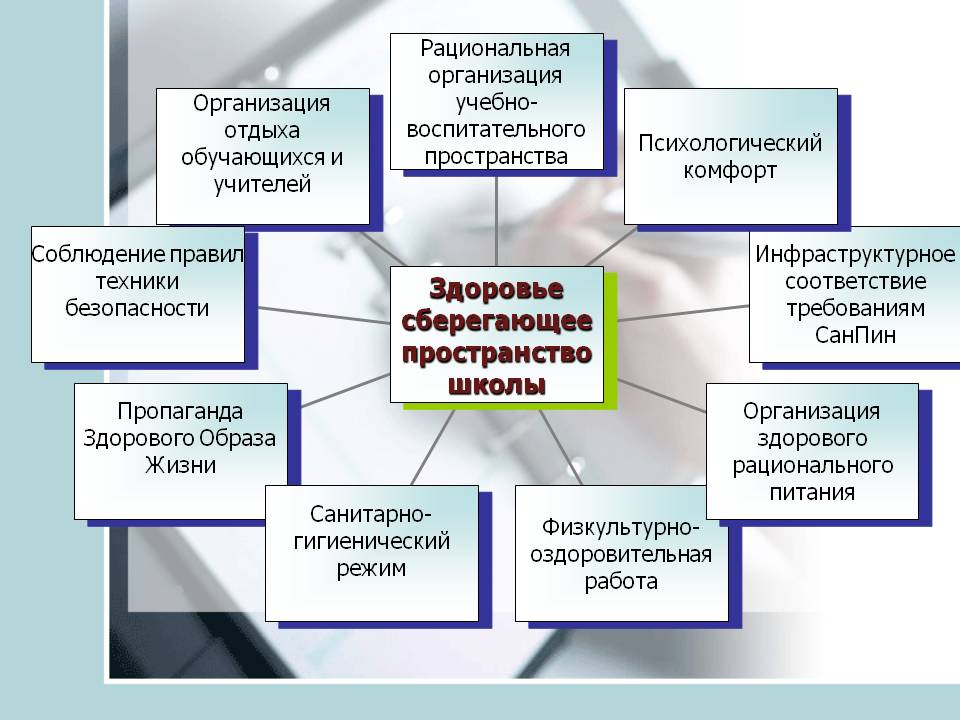 Рациональная
организация
учебно-
воспитательного
пространства
Организация
отдыха
обучающихся и
учителей
Психологический
комфорт
Соблюдение правил
техники
безопасности
Здоровье
сберегающее
пространство
школы
Инфраструктурное
соответствие
требованиям
СанПин
Пропаганда
Здорового Образа
Жизни
Организация
здорового
рационального
питания
Санитарно-
гигиенический
режим
Физкультурно-
оздоровительная
работа